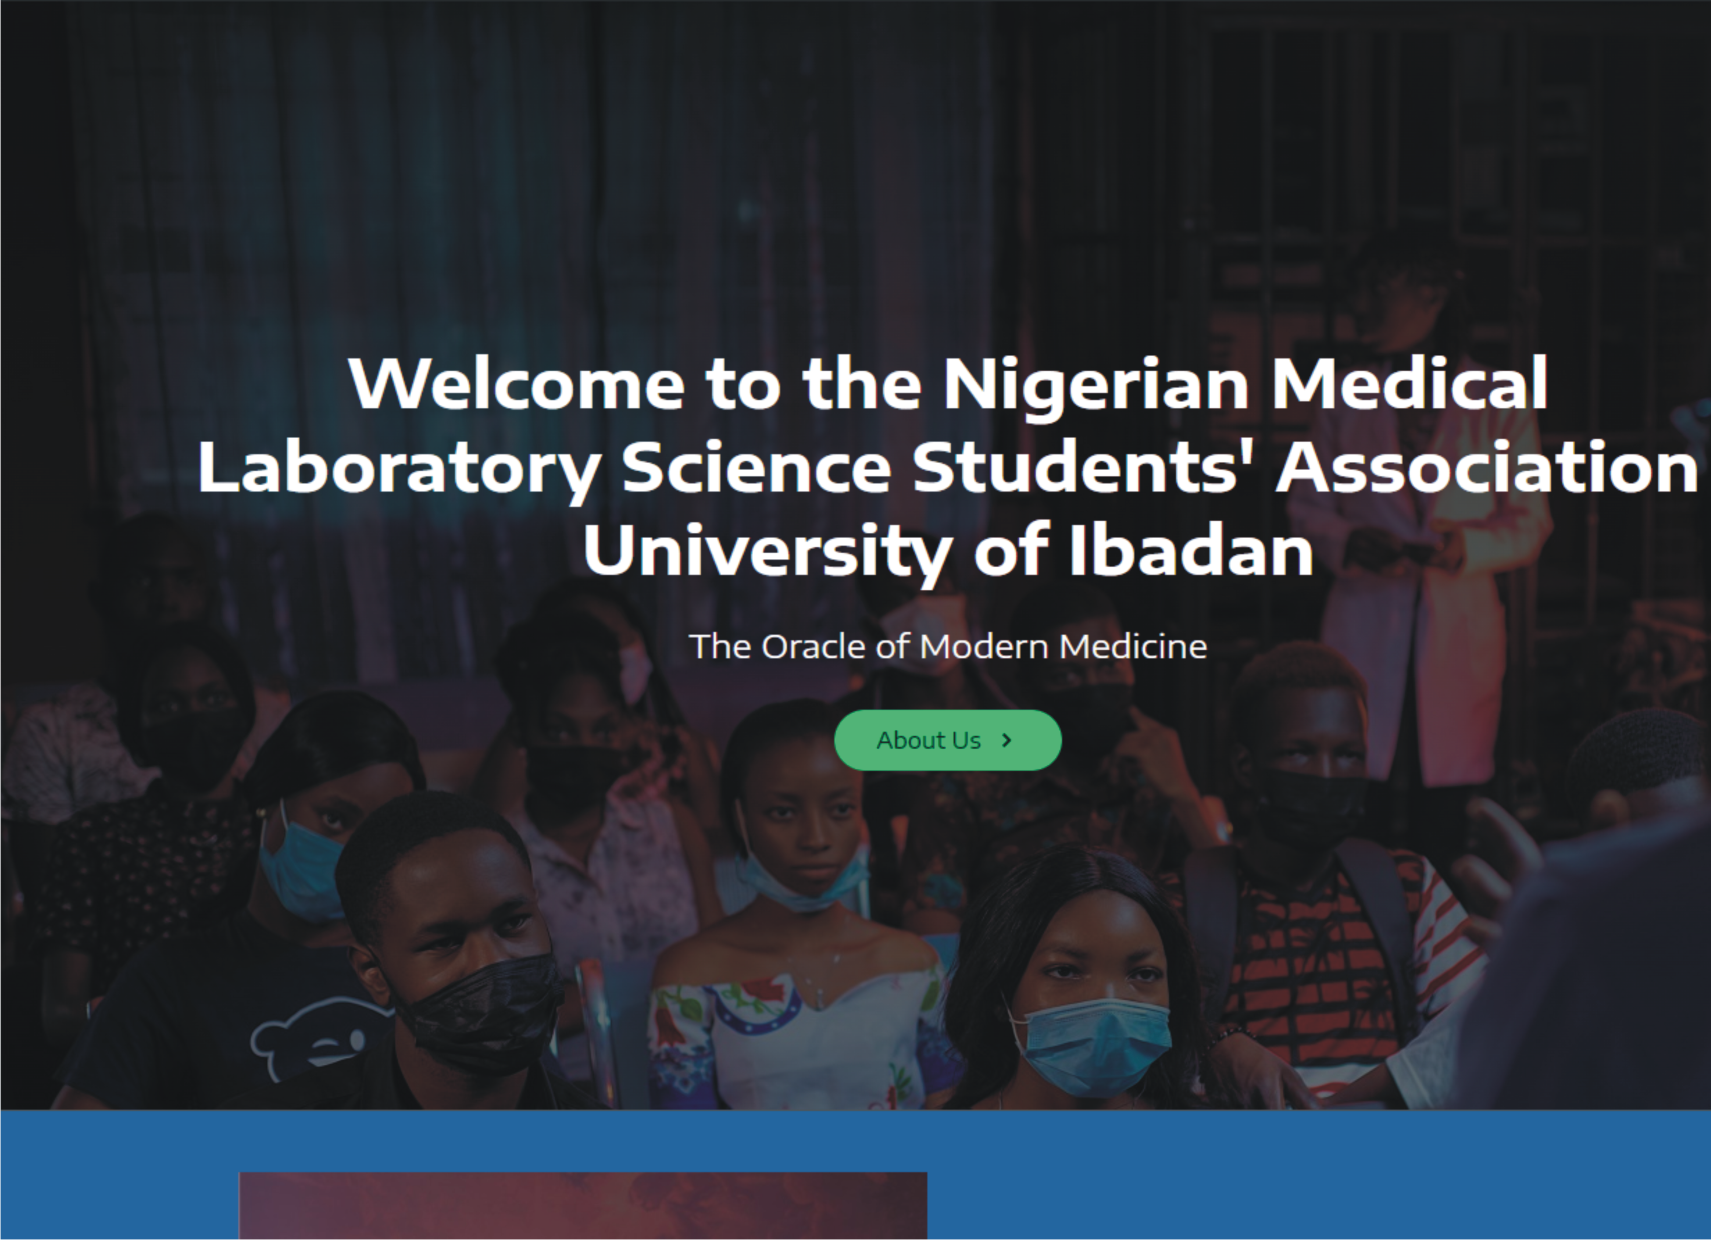 Welcome to the Nigerian Medical
Laboratory Science Students' Association
University of Ibadan
The Oracle of Modern Medicine
About Us